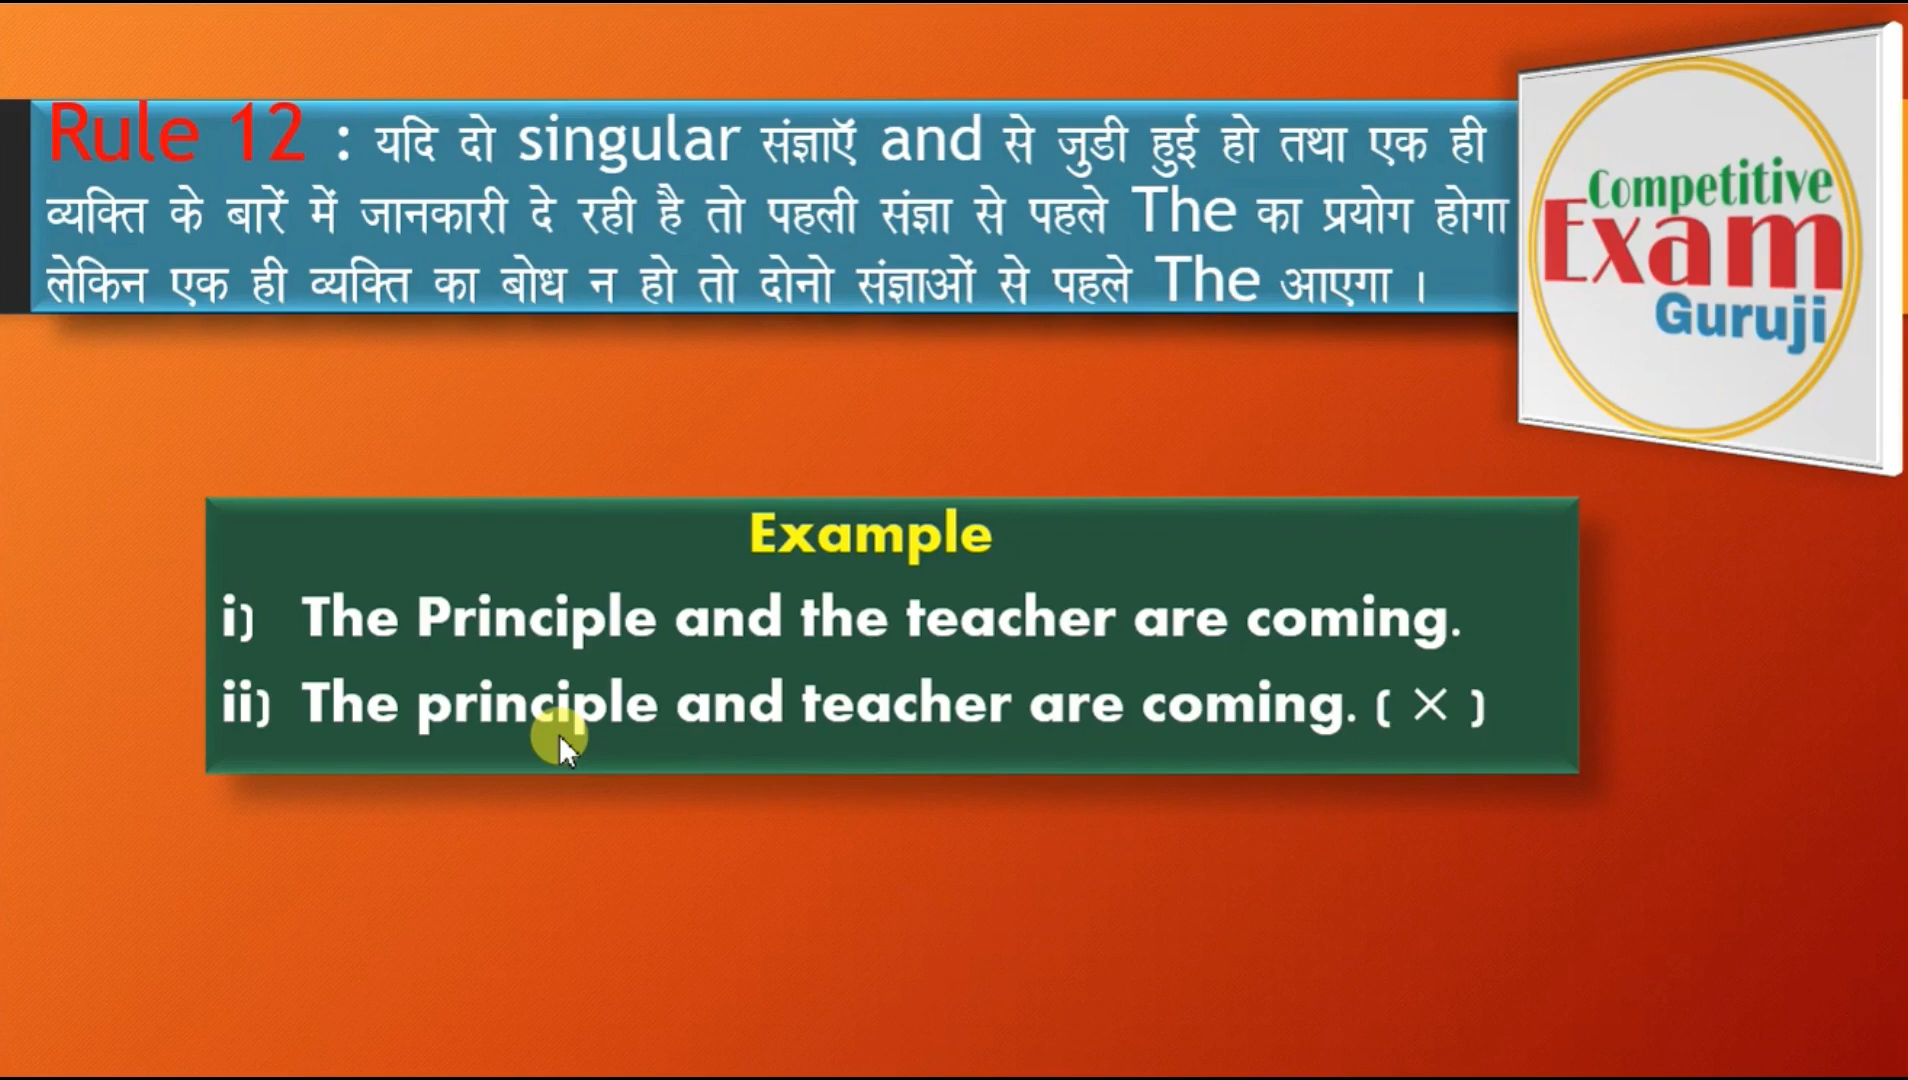 Rule 12 : यदि दो singular संज्ञाएॅं and से जुडी हुई हो तथा एक ही
व्यक्ति के बारें में जानकारी दे रही है तो पहली संज्ञा से पहले The का प्रयोग होगा
लेकिन एक ही व्यक्ति का बोध न हो तो दोनो संज्ञाओं से पहले The आएगा ।
Competitive
Exam
Guruji
Example
i) The Principle and the teacher are coming.
ii) The principle and teacher are coming. ( × )